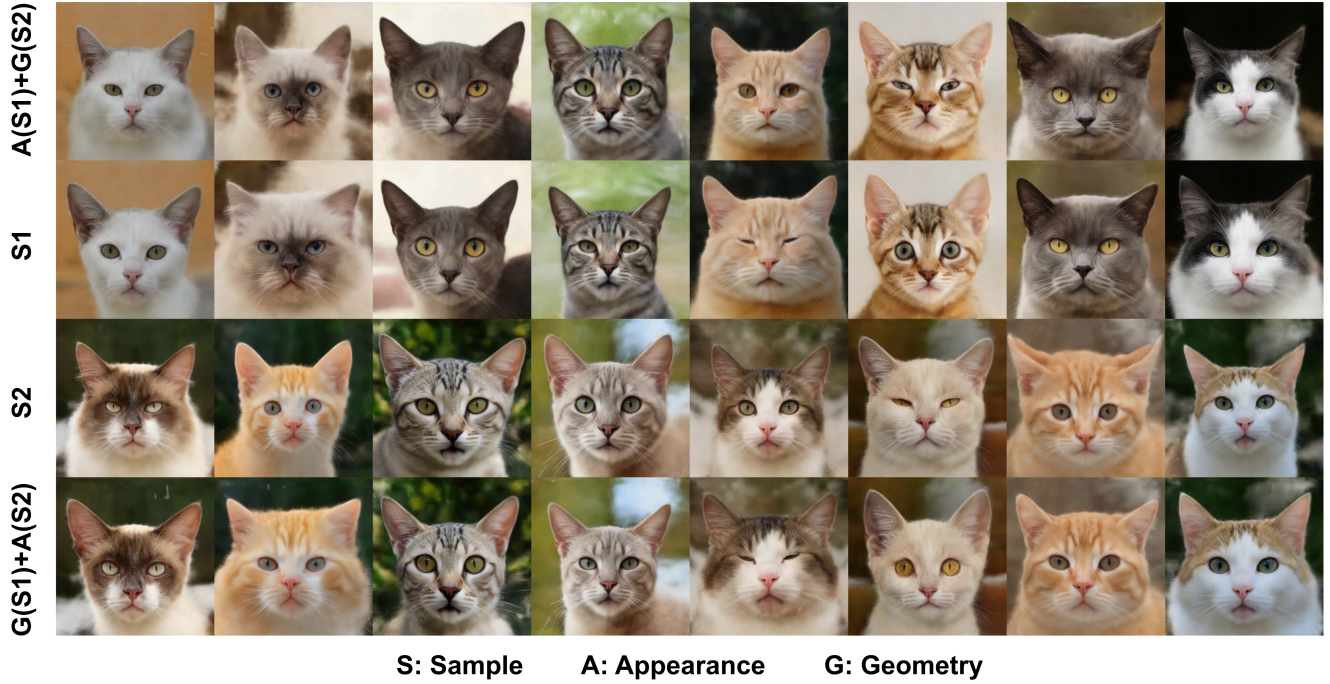 A(S1)+G(S2)
S1
S2
G(S1)+A(S2)
S: Sample A: Appearance G: Geometry